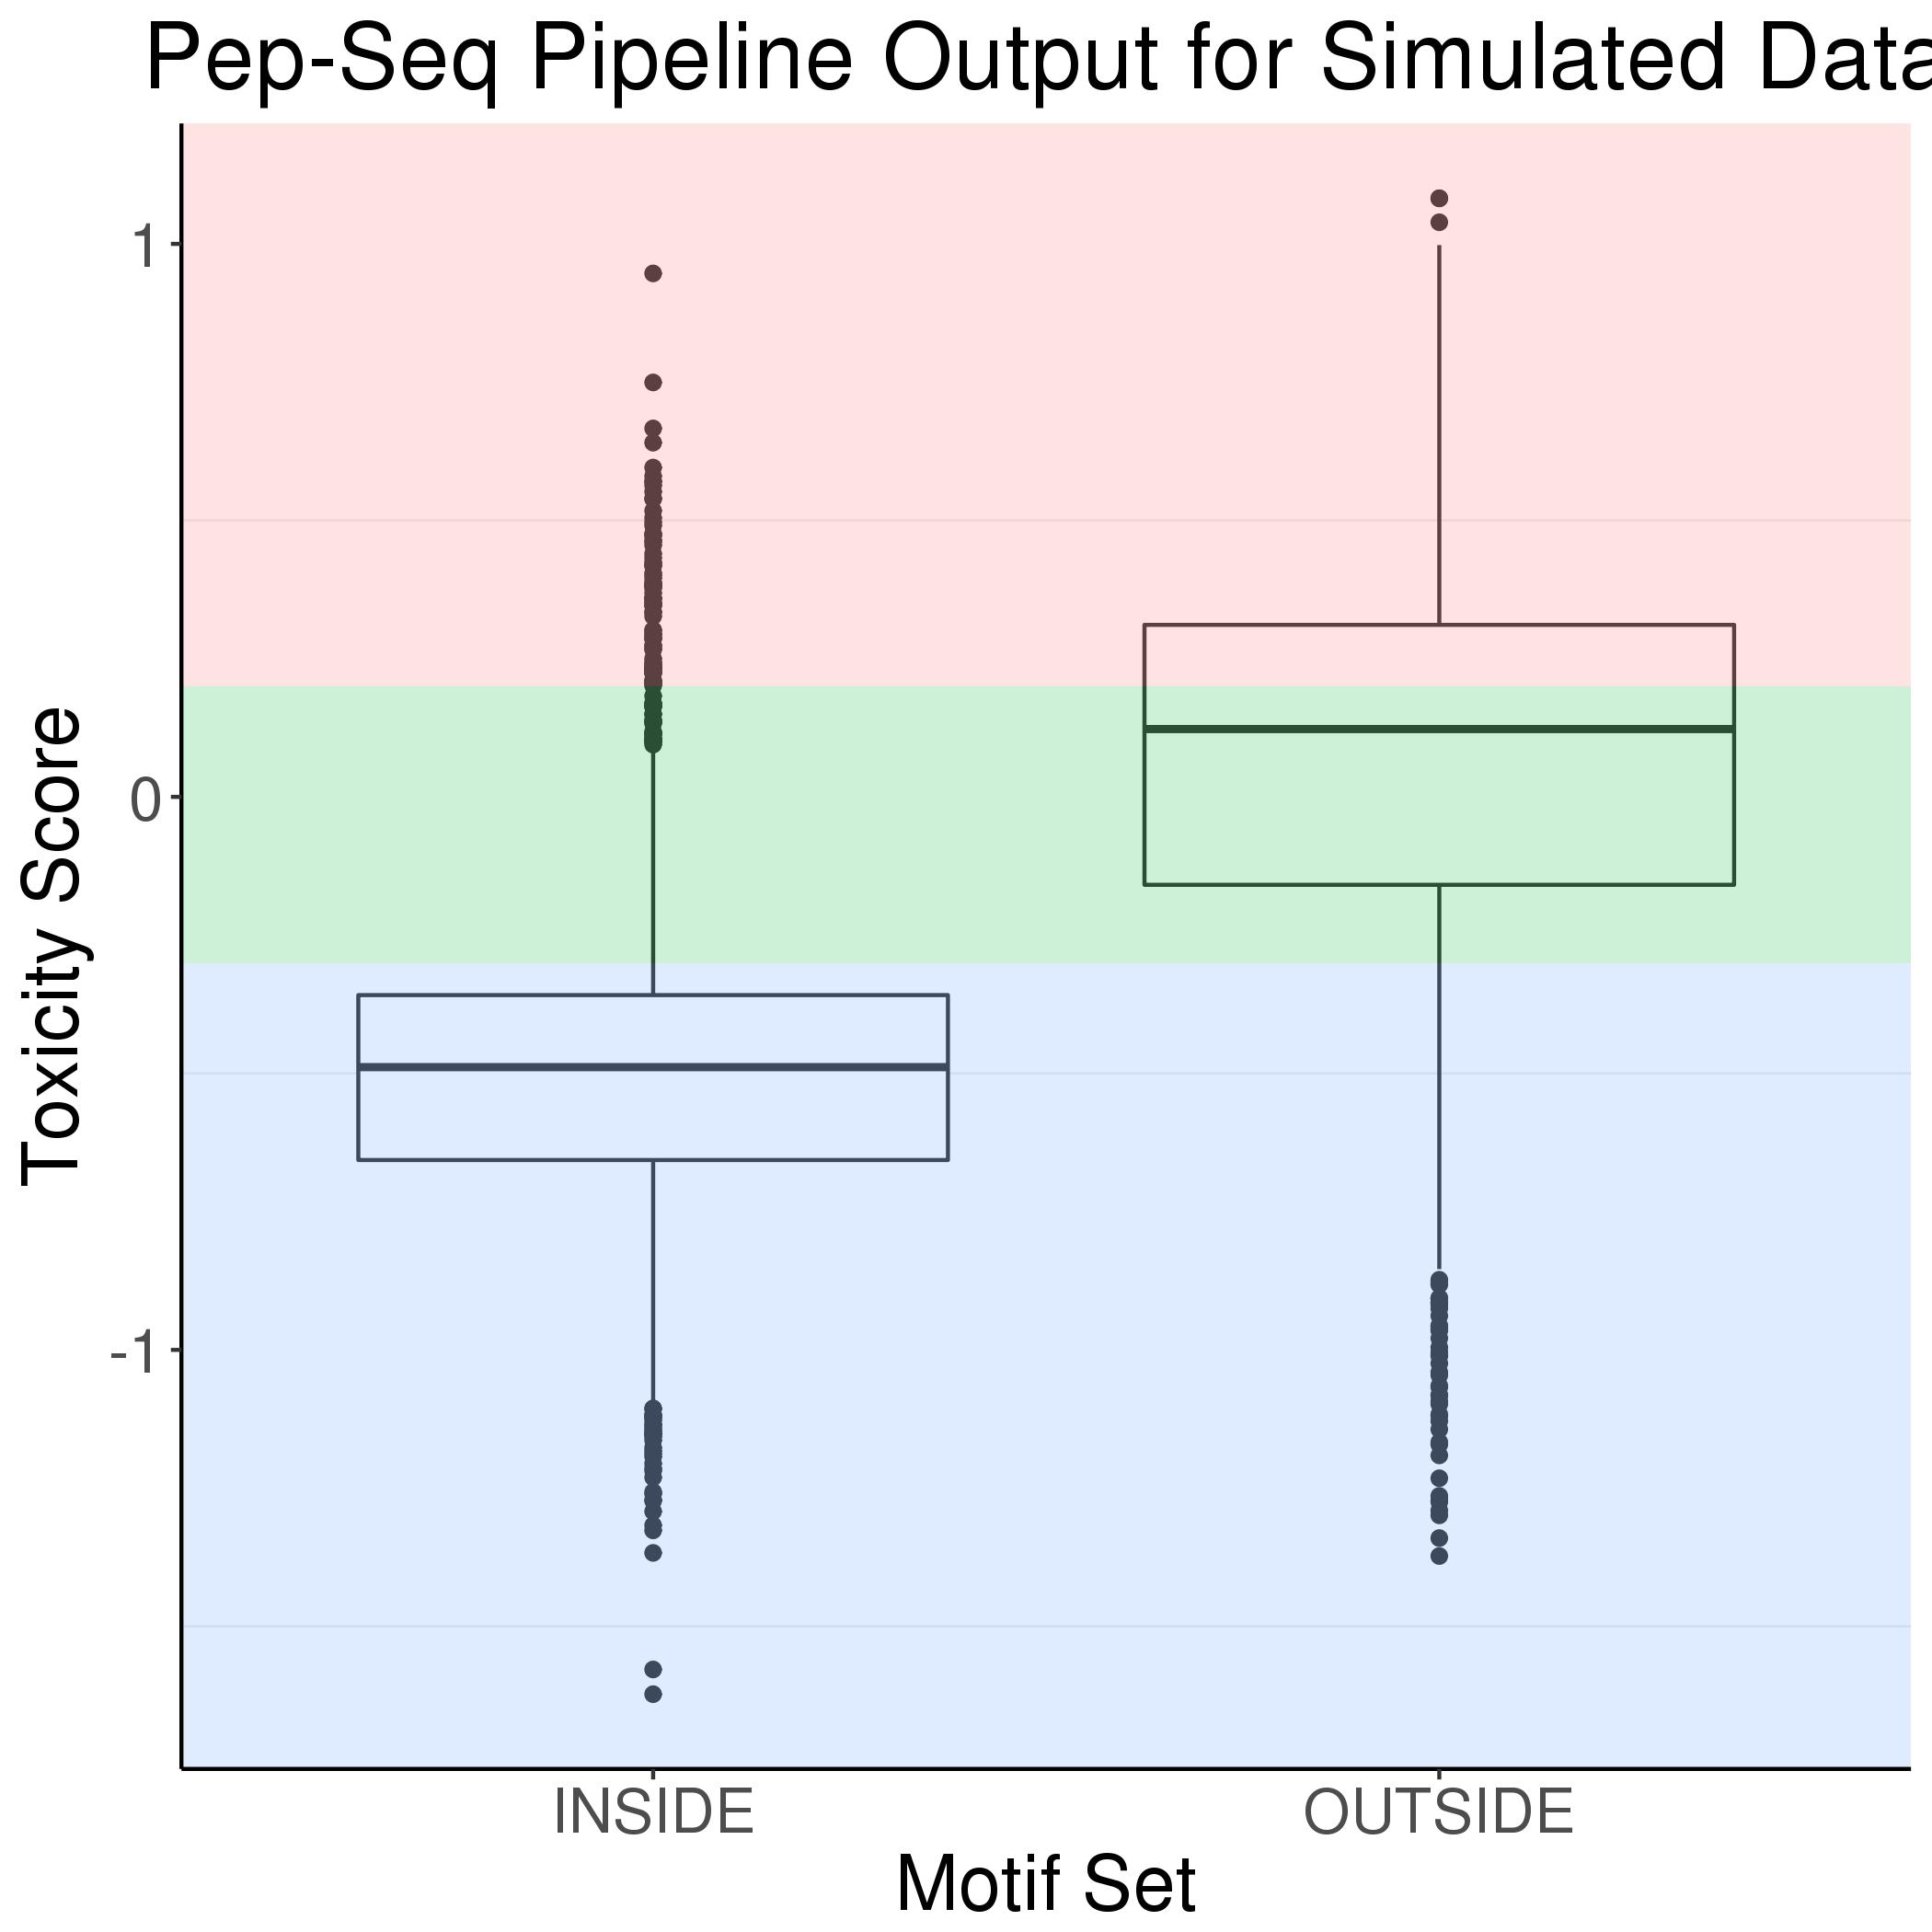 Pep-Seq Pipeline Output for Simulated Data
1
0
-1
Toxicity Score
INSIDE OUTSIDE
Motif Set